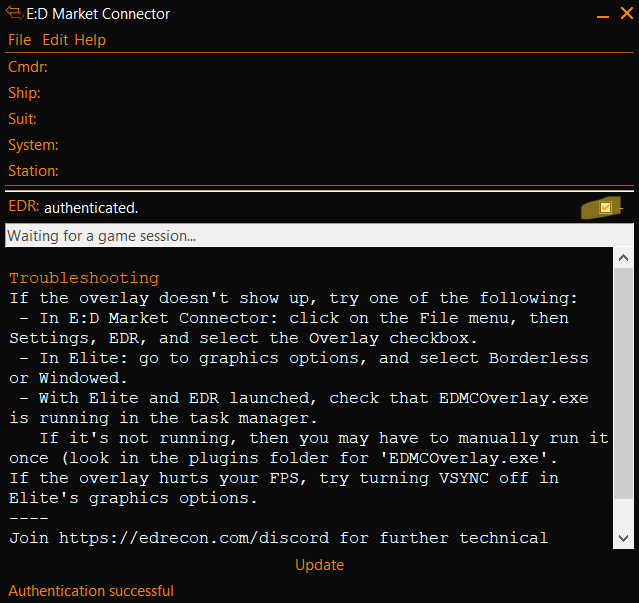 E:D Market Connector
File Edit Help
Cmdr:
Ship:
Suit:
System:
Station:
EDR: authenticated.
Waiting for a game session...
Troubleshooting
If the overlay doesn't show up, try one of the following:
- In E:D Market Connector: click on the File menu, then
Settings, EDR, and select the Overlay checkbox.
- In Elite: go to graphics options, and select Borderless
or Windowed.
- With Elite and EDR launched, check that EDMCOverlay.exe
is running in the task manager.
If it's not running, then you may have to manually run it
once (look in the plugins folder for 'EDMCOverlay.exe'.
If the overlay hurts your FPS, try turning VSYNC off in
Elite's graphics options.
----
Join https://edrecon.com/discord for further technical
Update
Authentication successful